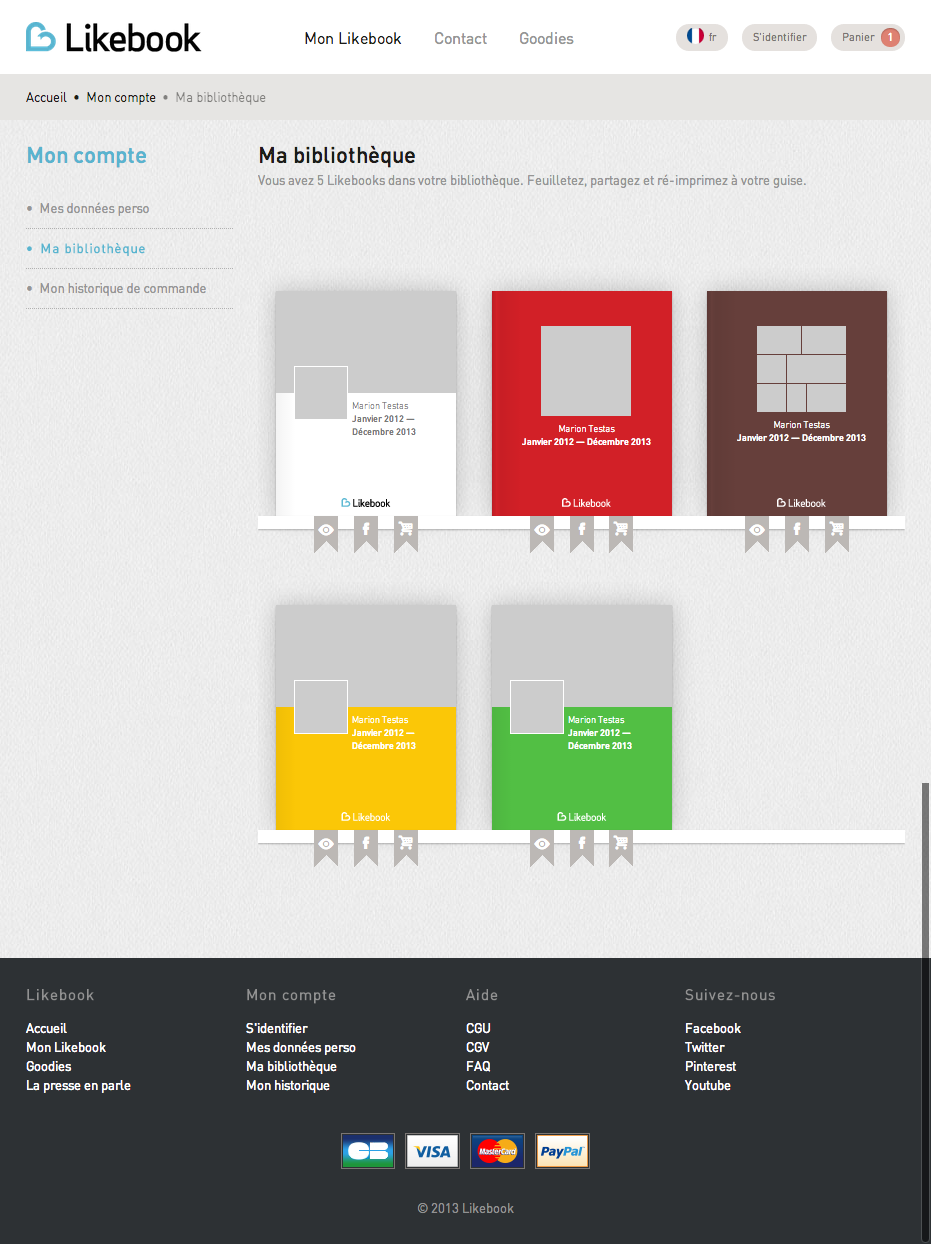 Likebook
Mon Likebook Contact Goodies
fr
S'identifier
Panier 1
Accueil • Mon compte • Ma bibliothèque
Mon compte
• Mes données perso
• Ma bibliothèque
• Mon historique de commande
Ma bibliothèque
Vous avez 5 Likebooks dans votre bibliothèque. Feuilletez, partagez et ré-imprimez à votre guise.
Marion Testas
Janvier 2012 —
Décembre 2013
Likebook
Marion Testas
Janvier 2012 — Décembre 2013
Likebook
Marion Testas
Janvier 2012 — Décembre 2013
Likebook
Marion Testas
Janvier 2012 —
Décembre 2013
Likebook
Marion Testas
Janvier 2012 —
Décembre 2013
Likebook
Likebook
Accueil
Mon Likebook
Goodies
La presse en parle
Mon compte
S'identifier
Mes données perso
Ma bibliothèque
Mon historique
Aide
CGU
CGV
FAQ
Contact
Suivez-nous
Facebook
Twitter
Pinterest
Youtube
CB VISA MasterCard PayPal
© 2013 Likebook